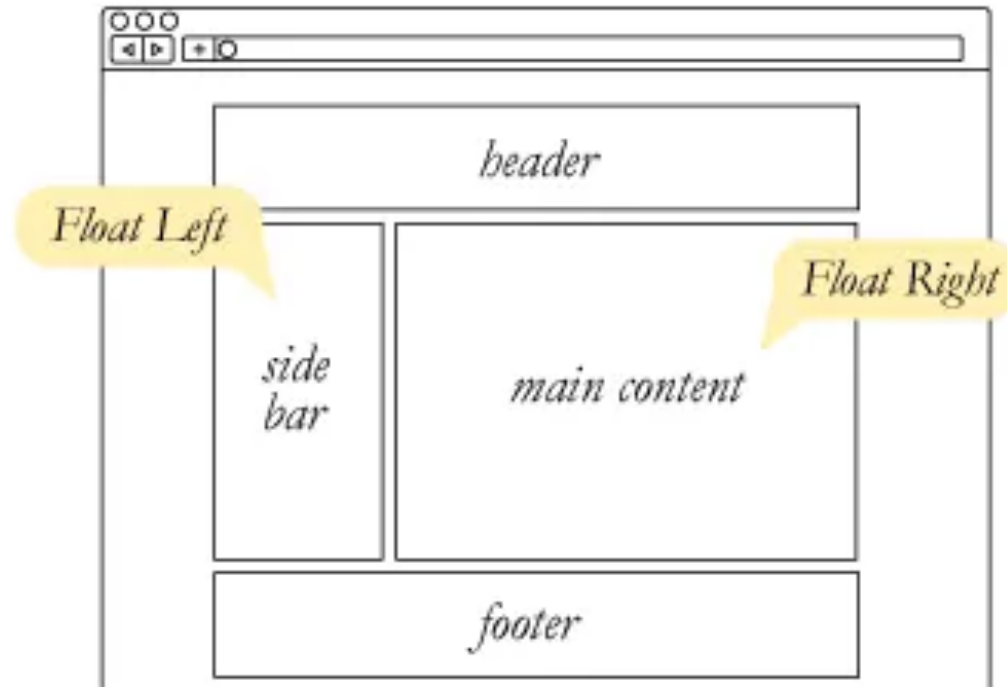 header
Float Left
Float Right
side
bar
main content
footer